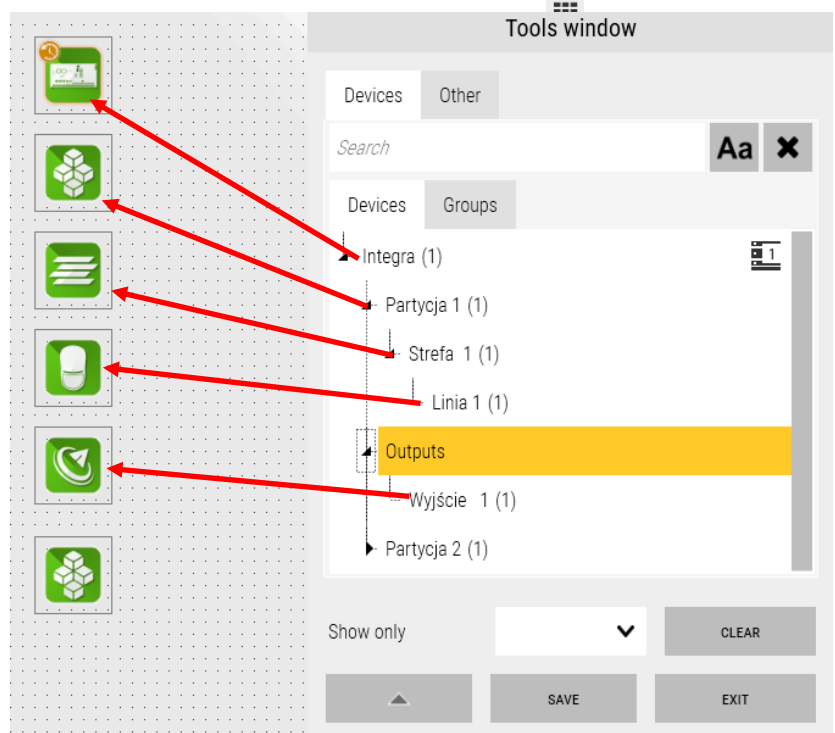 Tools window
Devices Other
Search Aa
Devices Groups
Integra (1) 1
Partycja 1 (1)
Strefa 1 (1)
Linia 1 (1)
Outputs
Wyjście 1 (1)
Partycja 2 (1)
Show only CLEAR
SAVE EXIT